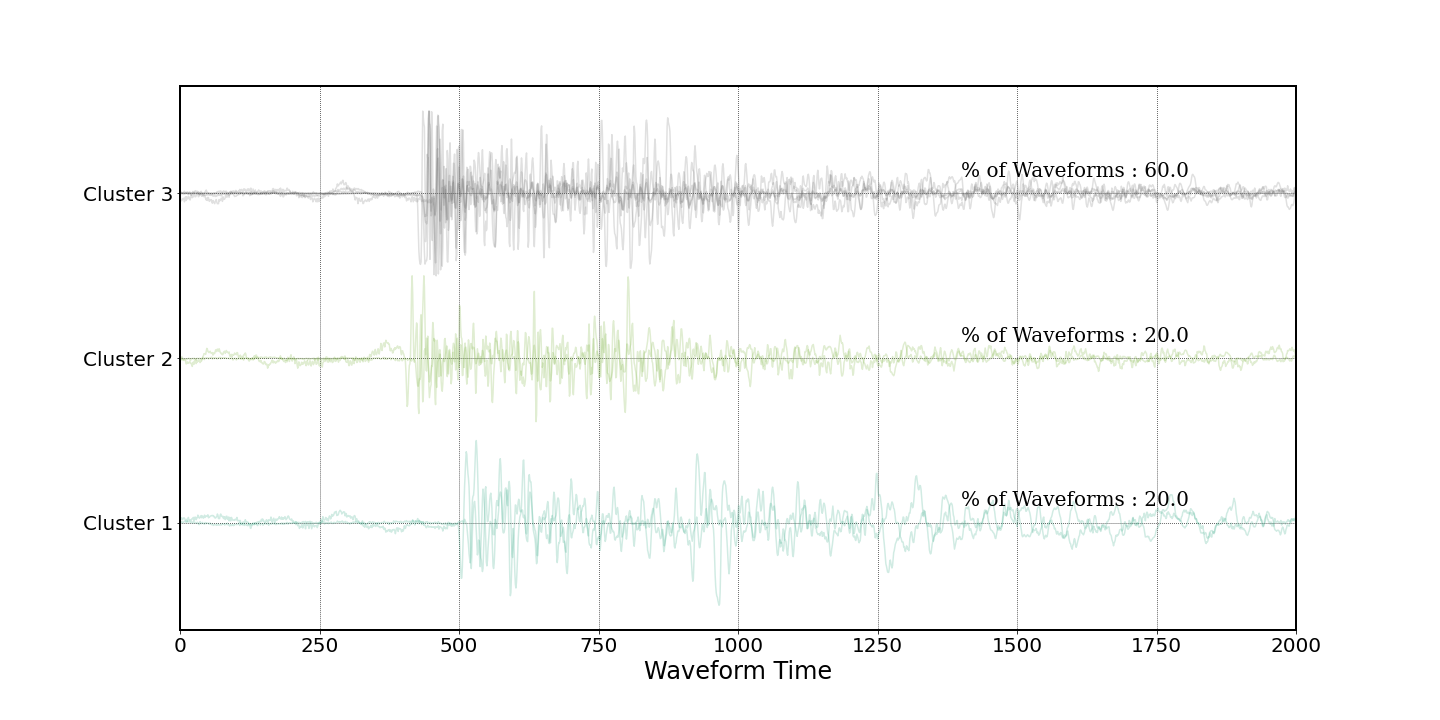 Cluster 3
% of Waveforms : 60.0
Cluster 2
% of Waveforms : 20.0
Cluster 1
% of Waveforms : 20.0
0 250 500 750 1000 1250 1500 1750 2000
Waveform Time